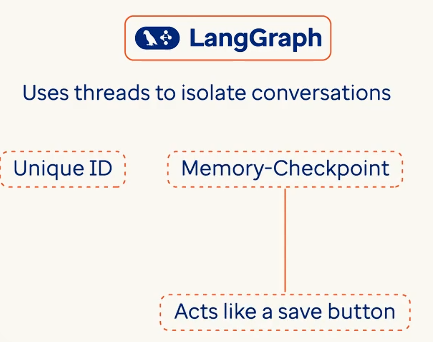 LangGraph
Uses threads to isolate conversations
Unique ID
Memory-Checkpoint
Acts like a save button